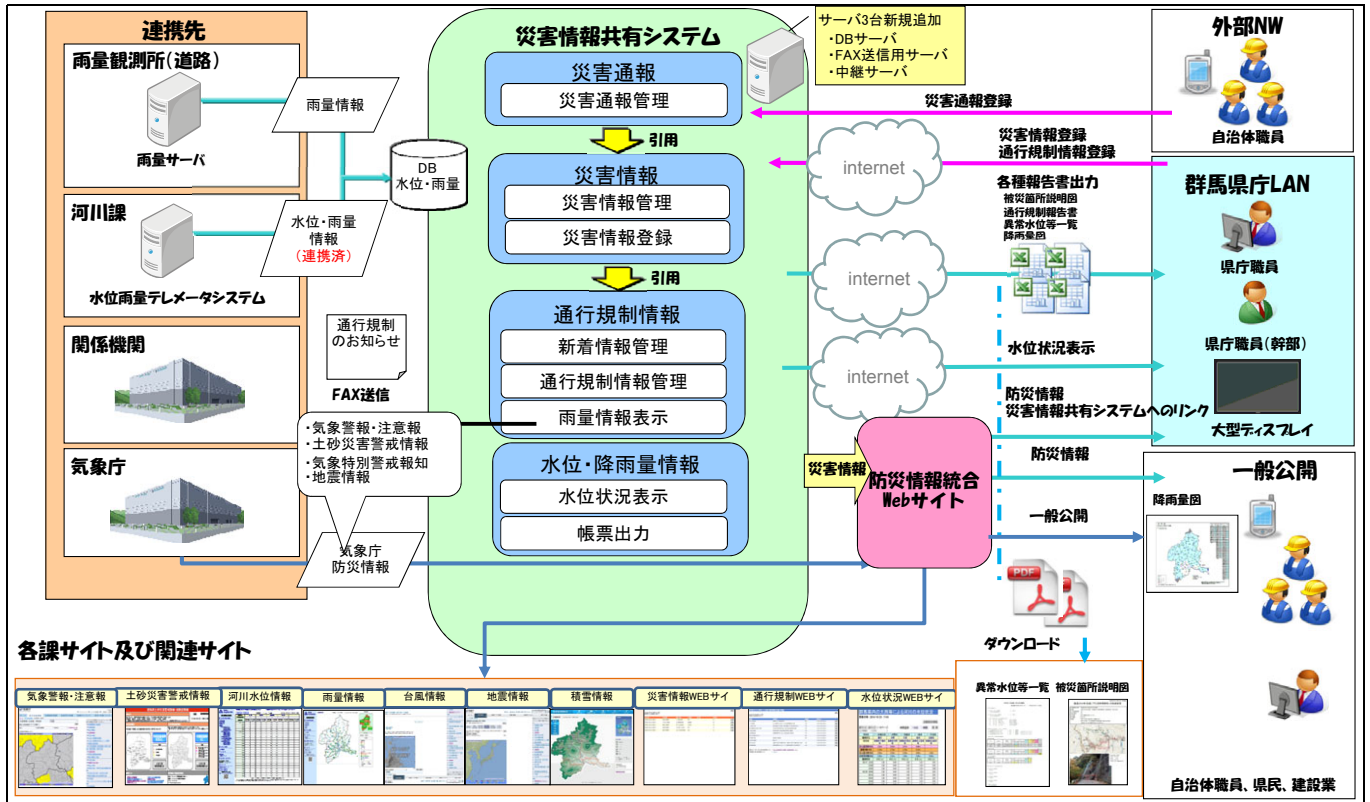 連携先
雨量観測所(道路)
雨量サーバ
雨量情報
河川課
水位・雨量
情報
(連携済)
水位雨量テレメータシステム
DB
水位・雨量
関係機関
通行規制
のお知らせ
FAX送信
・気象警報・注意報
・土砂災害警戒情報
・気象特別警戒報知
・地震情報
気象庁
気象庁
防災情報
災害情報共有システム
災害通報
災害通報管理
引用
災害情報
災害情報管理
災害情報登録
引用
通行規制情報
新着情報管理
通行規制情報管理
雨量情報表示
水位・降雨量情報
水位状況表示
帳票出力
サーバ3台新規追加
・DBサーバ
・FAX送信用サーバ
・中継サーバ
災害通報登録
災害情報登録
通行規制情報登録
internet
各種報告書出力
被災箇所説明図
通行規制報告書
異常水位等一覧
降雨量図
internet
水位状況表示
internet
防災情報
災害情報共有システムへのリンク
災害情報
防災情報統合
Webサイト
防災情報
一般公開
PDF
ダウンロード
外部NW
自治体職員
群馬県庁LAN
県庁職員
県庁職員(幹部)
大型ディスプレイ
一般公開
降雨量図
自治体職員、県民、建設業
各課サイト及び関連サイト
気象警報・注意報
土砂災害警戒情報
河川水位情報
雨量情報
台風情報
地震情報
積雪情報
災害情報WEBサイ
通行規制WEBサイ
水位状況WEBサイ
異常水位等一覧
被災箇所説明図